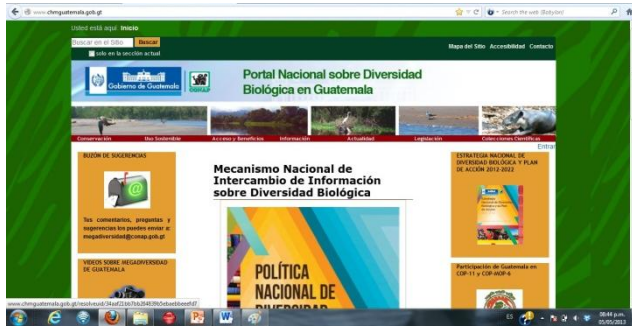 www.chmguatemala.gob.gt
Search the web (Babylon)
Usted está aquí: Inicio
Buscar en el Sitio
Buscar
solo en la sección actual
Mapa del Sitio Accesibilidad Contacto
Gobierno de Guatemala
CONAP
Portal Nacional sobre Diversidad
Biológica en Guatemala
Conservación Uso Sostenible Acceso y Beneficios Información Actualidad Legislación Colecciones Científicas
Entrar
BUZÓN DE SUGERENCIAS
Tus comentarios, preguntas y
sugerencias los puedes enviar a:
megadiversidad@conap.gob.gt
VIDEOS SOBRE MEGADIVERSIDAD
DE GUATEMALA
Mecanismo Nacional de
Intercambio de Información
sobre Diversidad Biológica
POLÍTICA
NACIONAL DE
DIVERSIDAD
ESTRATEGIA NACIONAL DE
DIVERSIDAD BIOLÓGICA Y PLAN
DE ACCIÓN 2012-2022
Participación de Guatemala en
COP-11 y COP-MOP-6
ES
08:44 p.m.
05/05/2013